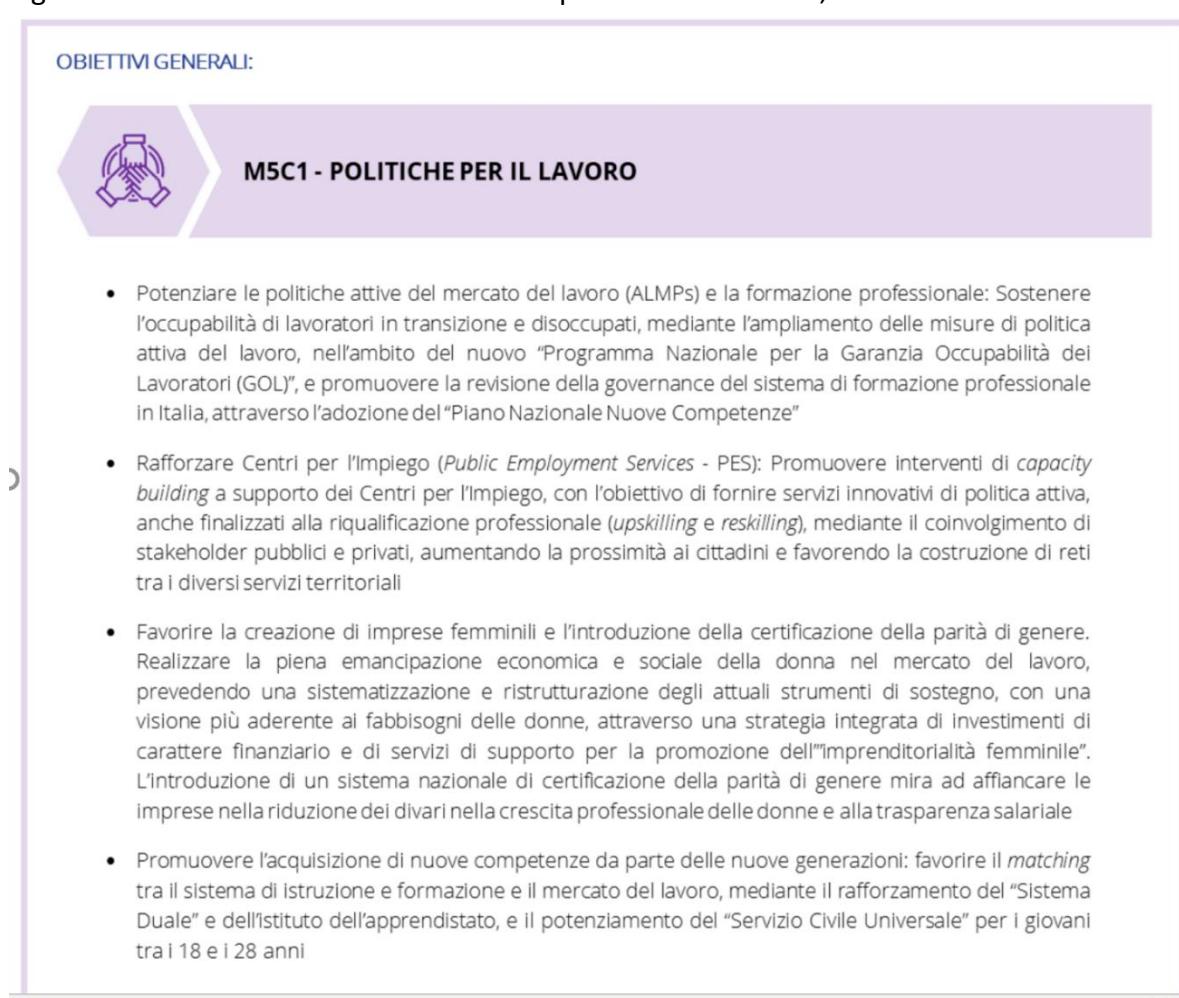 OBIETTIVI GENERALI:
M5C1 - POLITICHE PER IL LAVORO
• Potenziare le politiche attive del mercato del lavoro (ALMPs) e la formazione professionale: Sostenere
l'occupabilità di lavoratori in transizione e disoccupati, mediante l'ampliamento delle misure di politica
attiva del lavoro, nell'ambito del nuovo "Programma Nazionale per la Garanzia Occupabilità dei
Lavoratori (GOL)", e promuovere la revisione della governance del sistema di formazione professionale
in Italia, attraverso l'adozione del "Piano Nazionale Nuove Competenze"
• Rafforzare Centri per l'Impiego (Public Employment Services - PES): Promuovere interventi di capacity
building a supporto dei Centri per l'Impiego, con l'obiettivo di fornire servizi innovativi di politica attiva,
anche finalizzati alla riqualificazione professionale (upskilling e reskilling), mediante il coinvolgimento di
stakeholder pubblici e privati, aumentando la prossimità ai cittadini e favorendo la costruzione di reti
tra i diversi servizi territoriali
• Favorire la creazione di imprese femminili e l'introduzione della certificazione della parità di genere.
Realizzare la piena emancipazione economica e sociale della donna nel mercato del lavoro,
prevedendo una sistematizzazione e ristrutturazione degli attuali strumenti di sostegno, con una
visione più aderente ai fabbisogni delle donne, attraverso una strategia integrata di investimenti di
carattere finanziario e di servizi di supporto per la promozione dell'"imprenditorialità femminile".
L'introduzione di un sistema nazionale di certificazione della parità di genere mira ad affiancare le
imprese nella riduzione dei divari nella crescita professionale delle donne e alla trasparenza salariale
• Promuovere l'acquisizione di nuove competenze da parte delle nuove generazioni: favorire il matching
tra il sistema di istruzione e formazione e il mercato del lavoro, mediante il rafforzamento del "Sistema
Duale" e dell'istituto dell'apprendistato, e il potenziamento del "Servizio Civile Universale" per i giovani
tra i 18 e i 28 anni